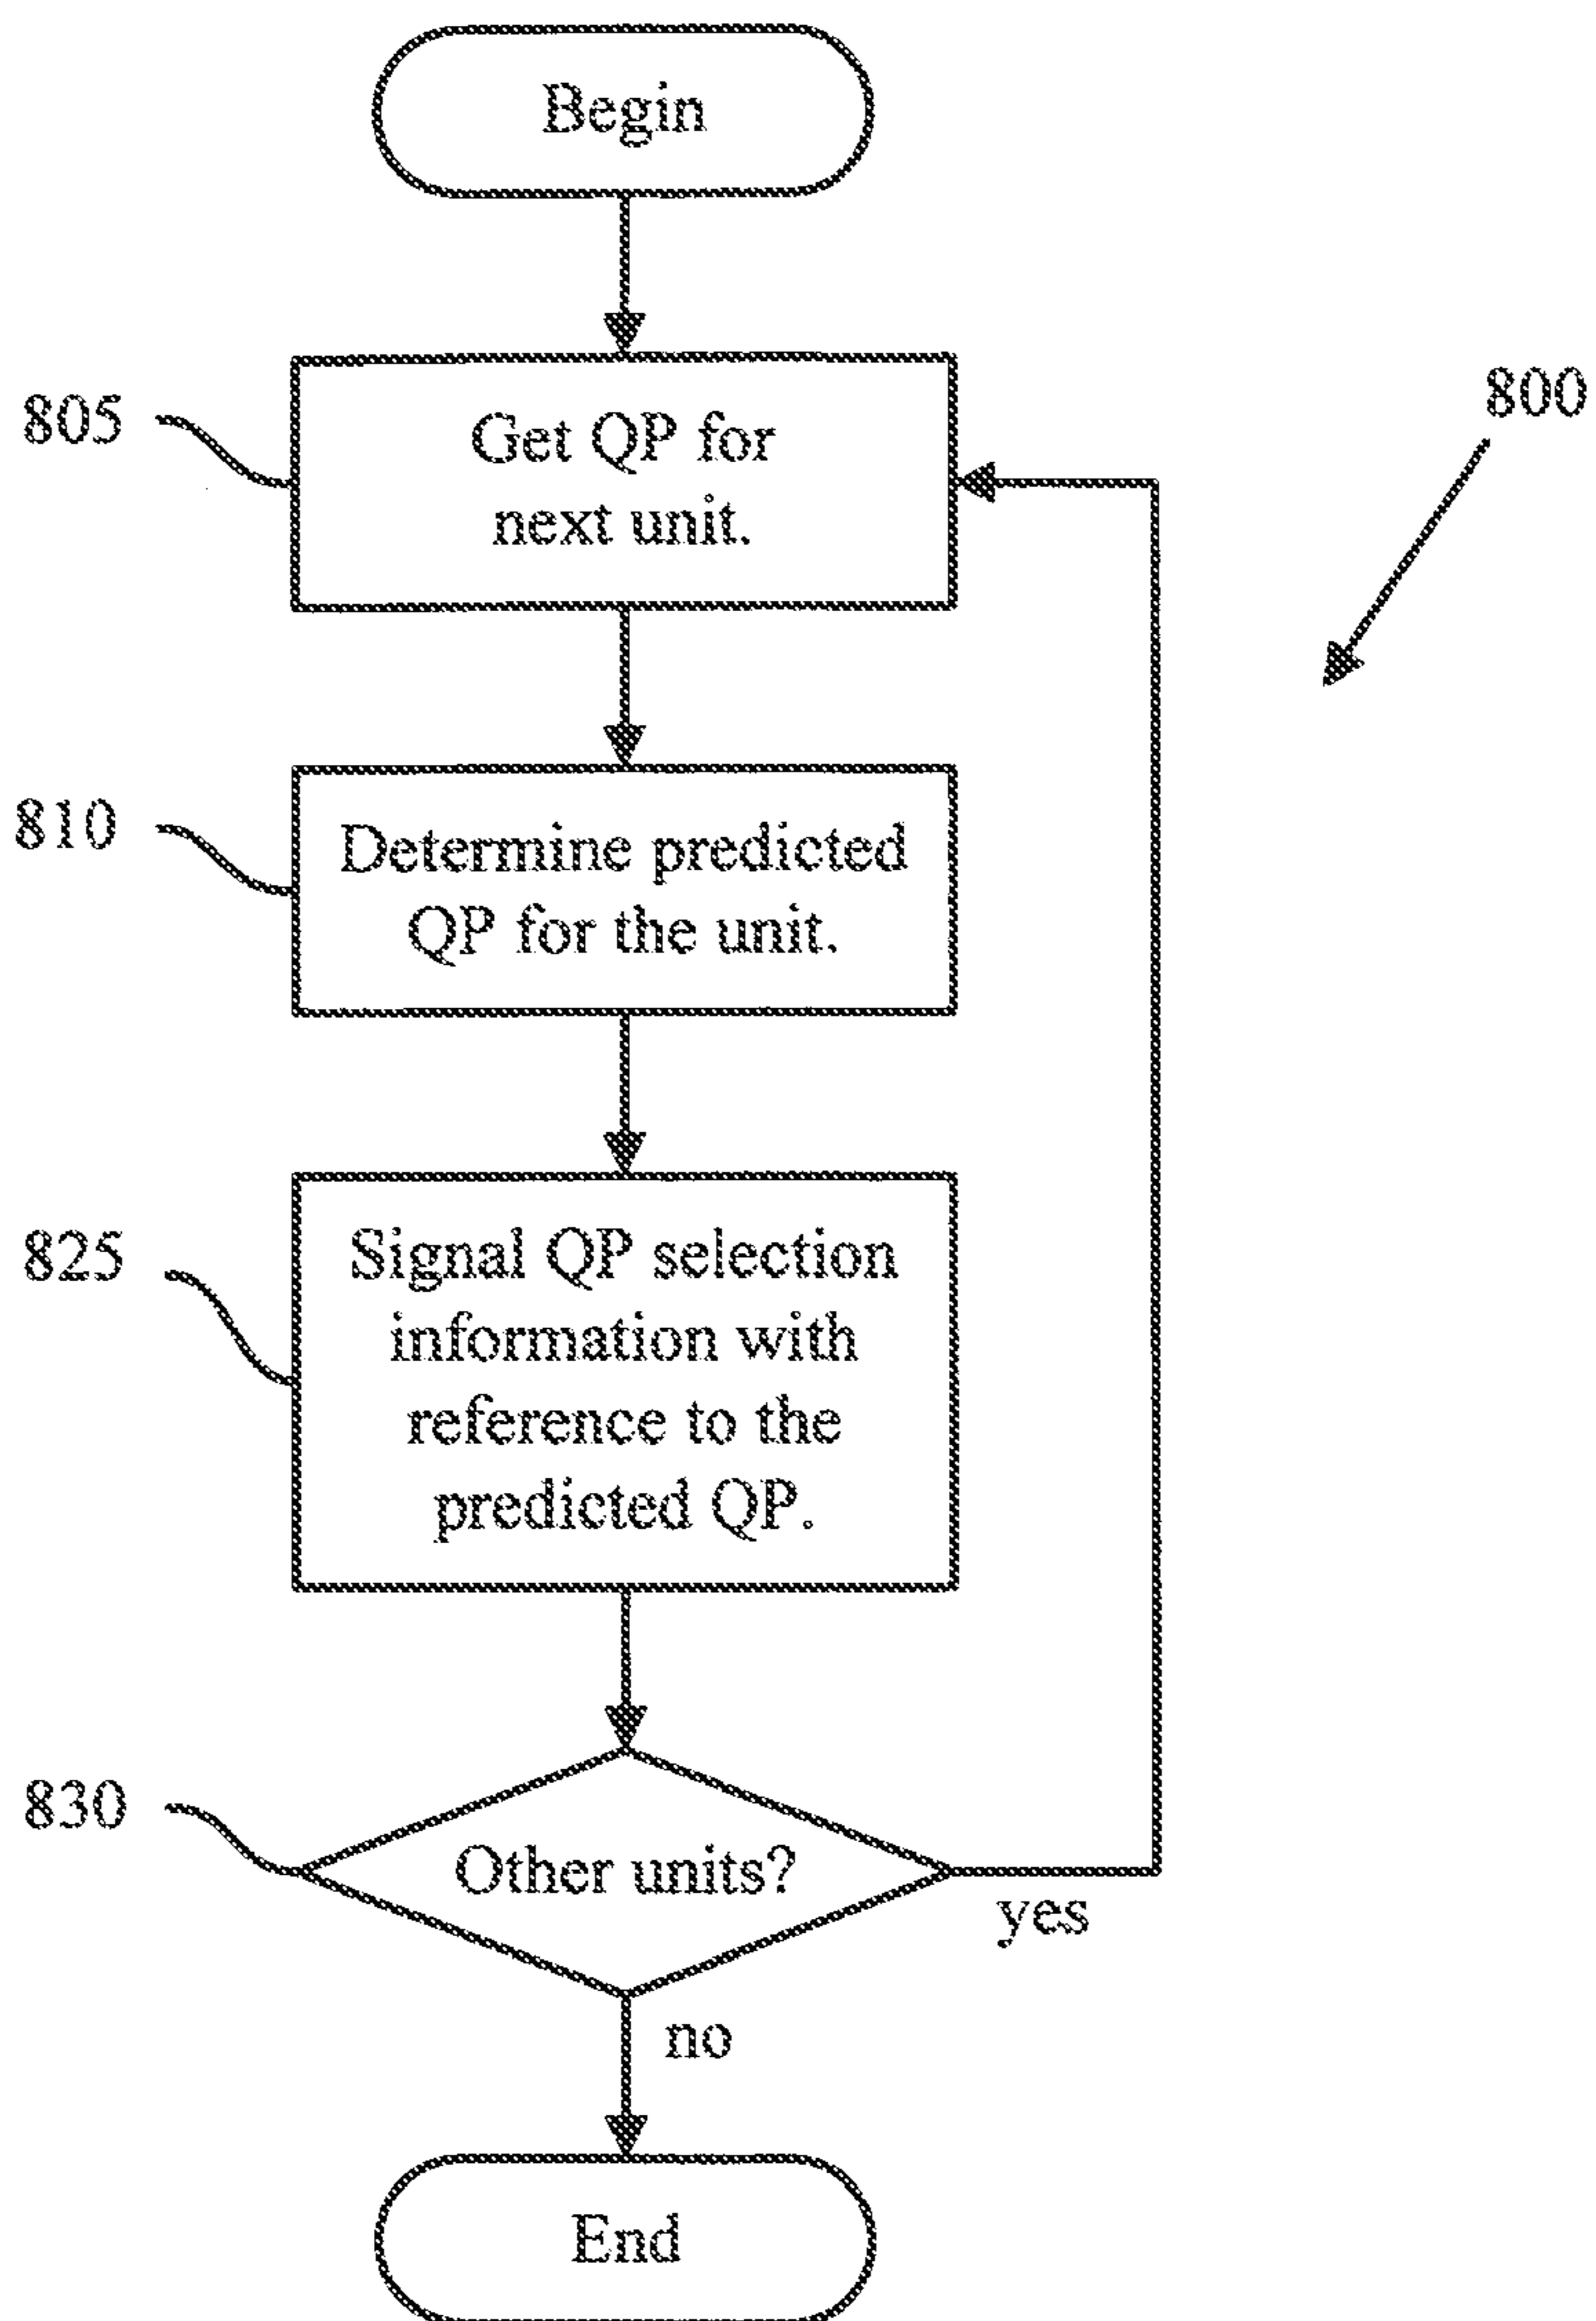 Begin
800
805
Get QP for
next unit.
810
Determine predicted
QP for the unit.
825
Signal QP selection
information with
reference to the
predicted QP.
830
Other units?
yes
no
End